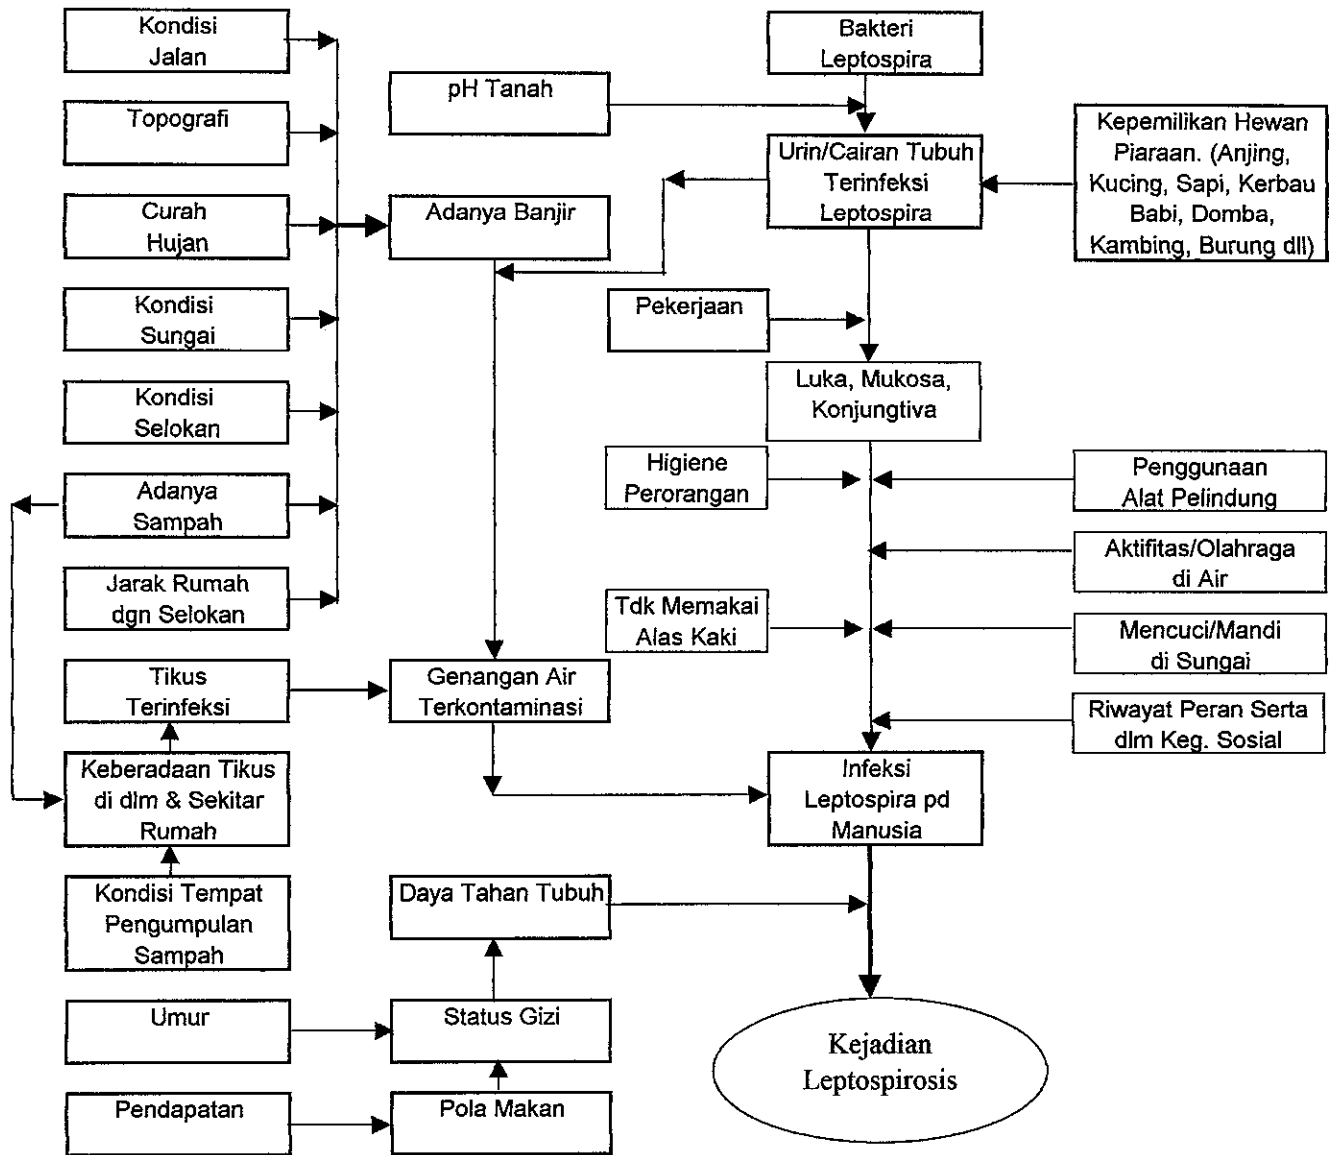 Kondisi
Jalan
Topografi
Curah
Hujan
Kondisi
Sungai
Kondisi
Selokan
Adanya
Sampah
Jarak Rumah
dgn Selokan
Tikus
Terinfeksi
Keberadaan Tikus
di dlm & Sekitar
Rumah
Kondisi Tempat
Pengumpulan
Sampah
Umur
Pendapatan
pH Tanah
Adanya Banjir
Genangan Air
Terkontaminasi
Daya Tahan Tubuh
Status Gizi
Pola Makan
Bakteri
Leptospira
Urin/Cairan Tubuh
Terinfeksi
Leptospira
Pekerjaan
Luka, Mukosa,
Konjungtiva
Higiene
Perorangan
Tdk Memakai
Alas Kaki
Infeksi
Leptospira pd
Manusia
Kejadian
Leptospirosis
Kepemilikan Hewan
Piaraan. (Anjing,
Kucing, Sapi, Kerbau
Babi, Domba,
Kambing, Burung dll)
Penggunaan
Alat Pelindung
Aktifitas/Olahraga
di Air
Mencuci/Mandi
di Sungai
Riwayat Peran Serta
dlm Keg. Sosial